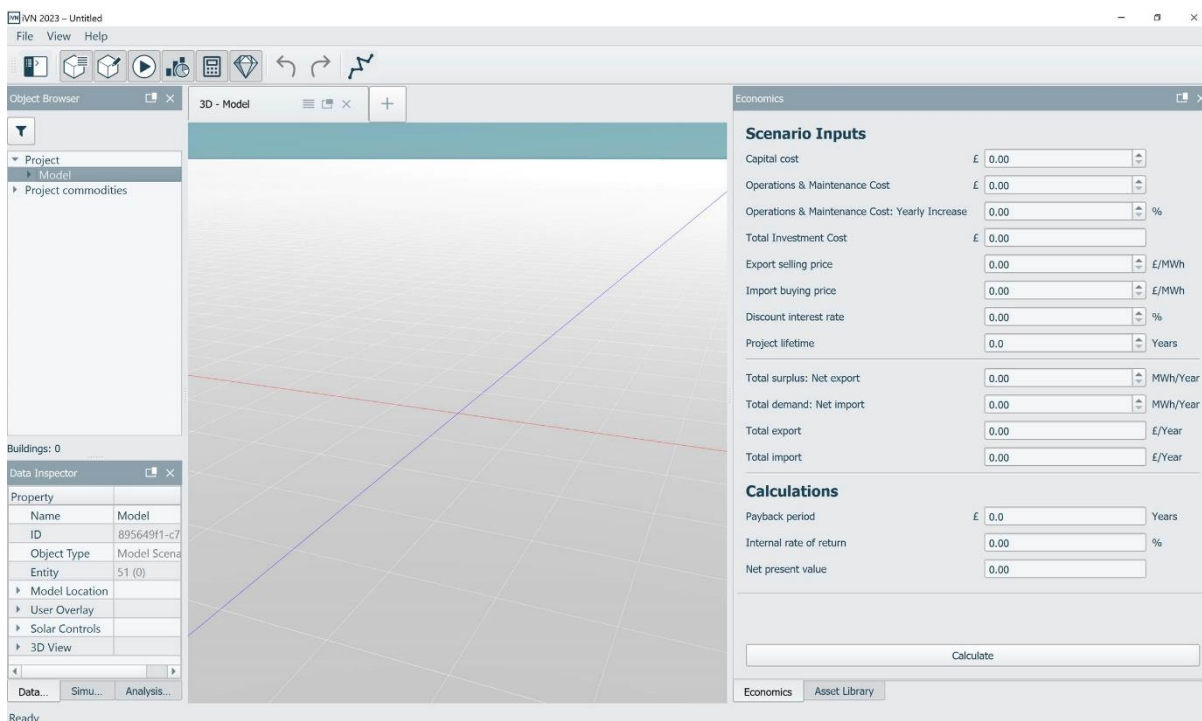 iVN iVN 2023 – Untitled
File View Help
Object Browser
Project
Model
Project commodities
Buildings: 0
Data Inspector
Property
Name Model
ID 895649f1-c7
Object Type Model Scena
Entity 51 (0)
Model Location
User Overlay
Solar Controls
3D View
Data... Simu... Analysis...
Ready
3D - Model
Economics
Scenario Inputs
Capital cost £ 0.00
Operations & Maintenance Cost £ 0.00
Operations & Maintenance Cost: Yearly Increase 0.00 %
Total Investment Cost £ 0.00
Export selling price 0.00 £/MWh
Import buying price 0.00 £/MWh
Discount interest rate 0.00 %
Project lifetime 0.0 Years
Total surplus: Net export 0.00 MWh/Year
Total demand: Net import 0.00 MWh/Year
Total export 0.00 £/Year
Total import 0.00 £/Year
Calculations
Payback period £ 0.0 Years
Internal rate of return 0.00 %
Net present value 0.00
Calculate
Economics Asset Library